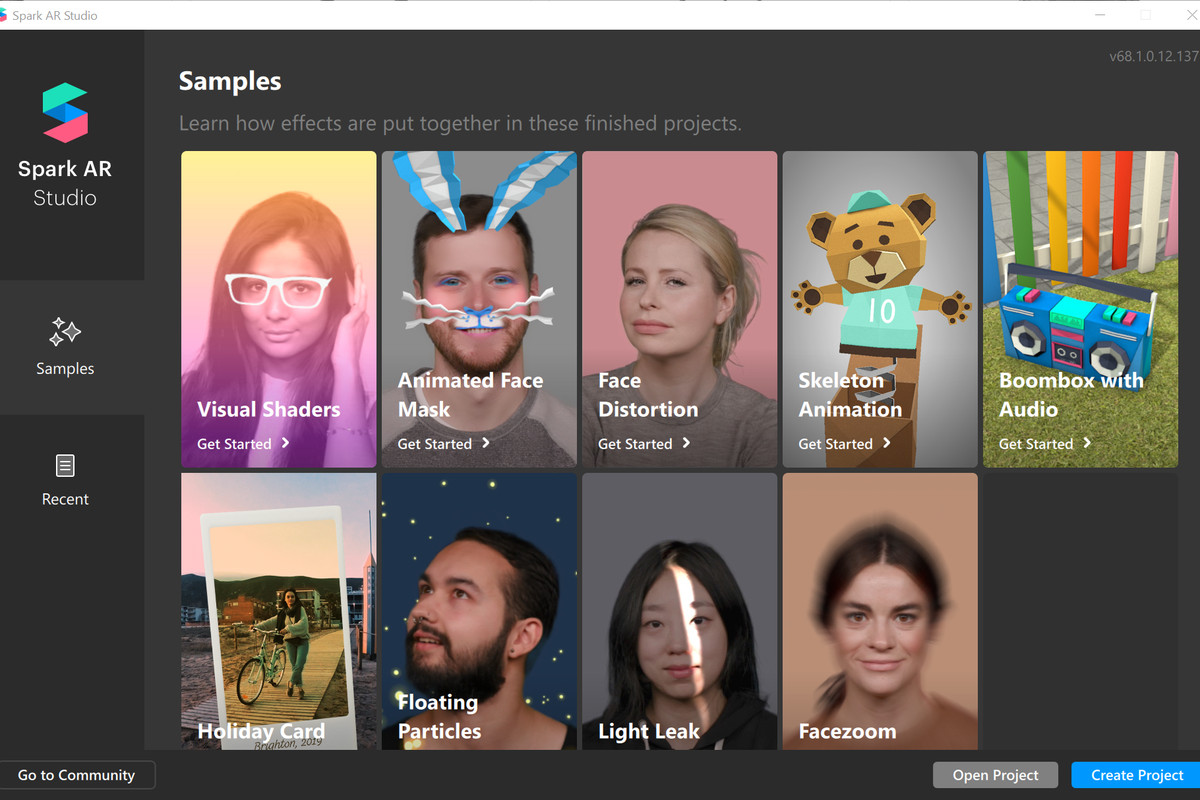 Spark AR Studio
v68.1.0.12.137
Spark AR
Studio
Samples
Recent
Samples
Learn how effects are put together in these finished projects.
Visual Shaders
Get Started
Animated Face
Mask
Get Started
Face
Distortion
Get Started
10
Skeleton
Animation
Get Started
Boombox with
Audio
Get Started
Holiday Card
Brighton, 2019
Floating
Particles
Light Leak
Facezoom
Go to Community
Open Project
Create Project